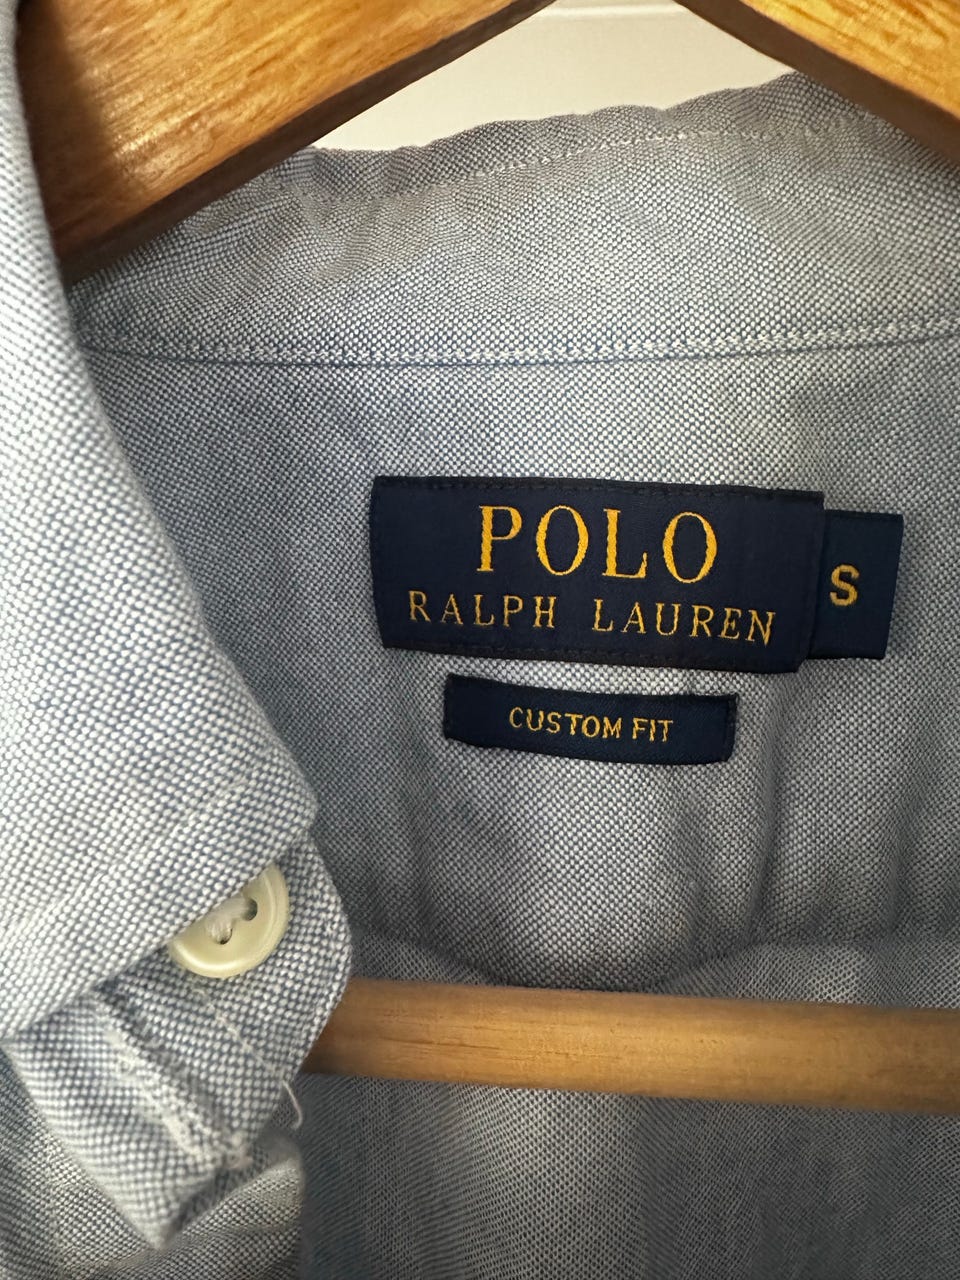 POLO
RALPH LAUREN
S
CUSTOM FIT